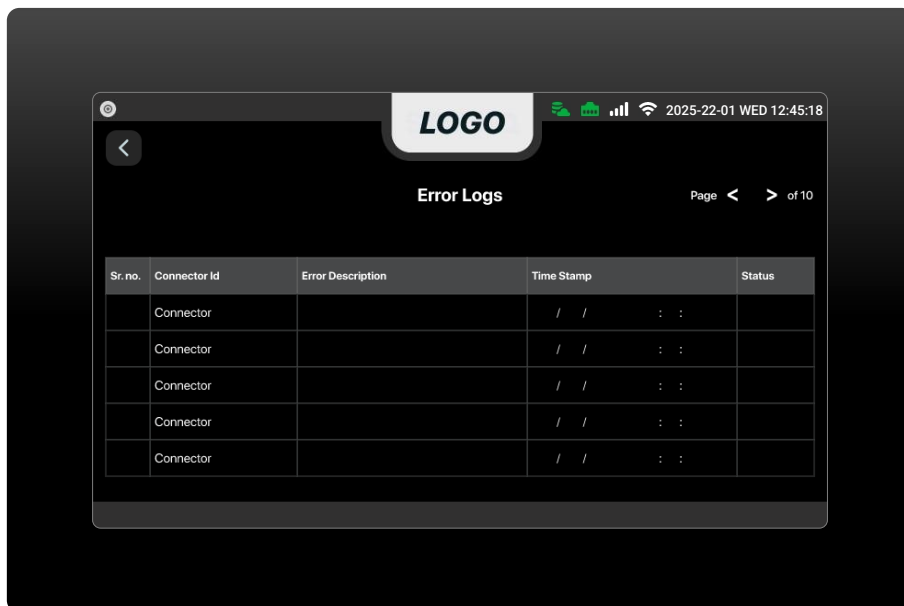 LOGO
2025-22-01 WED 12:45:18
Error Logs
Page < > of 10
Sr. no. Connector Id Error Description Time Stamp Status
Connector / / : :
Connector / / : :
Connector / / : :
Connector / / : :
Connector / / : :